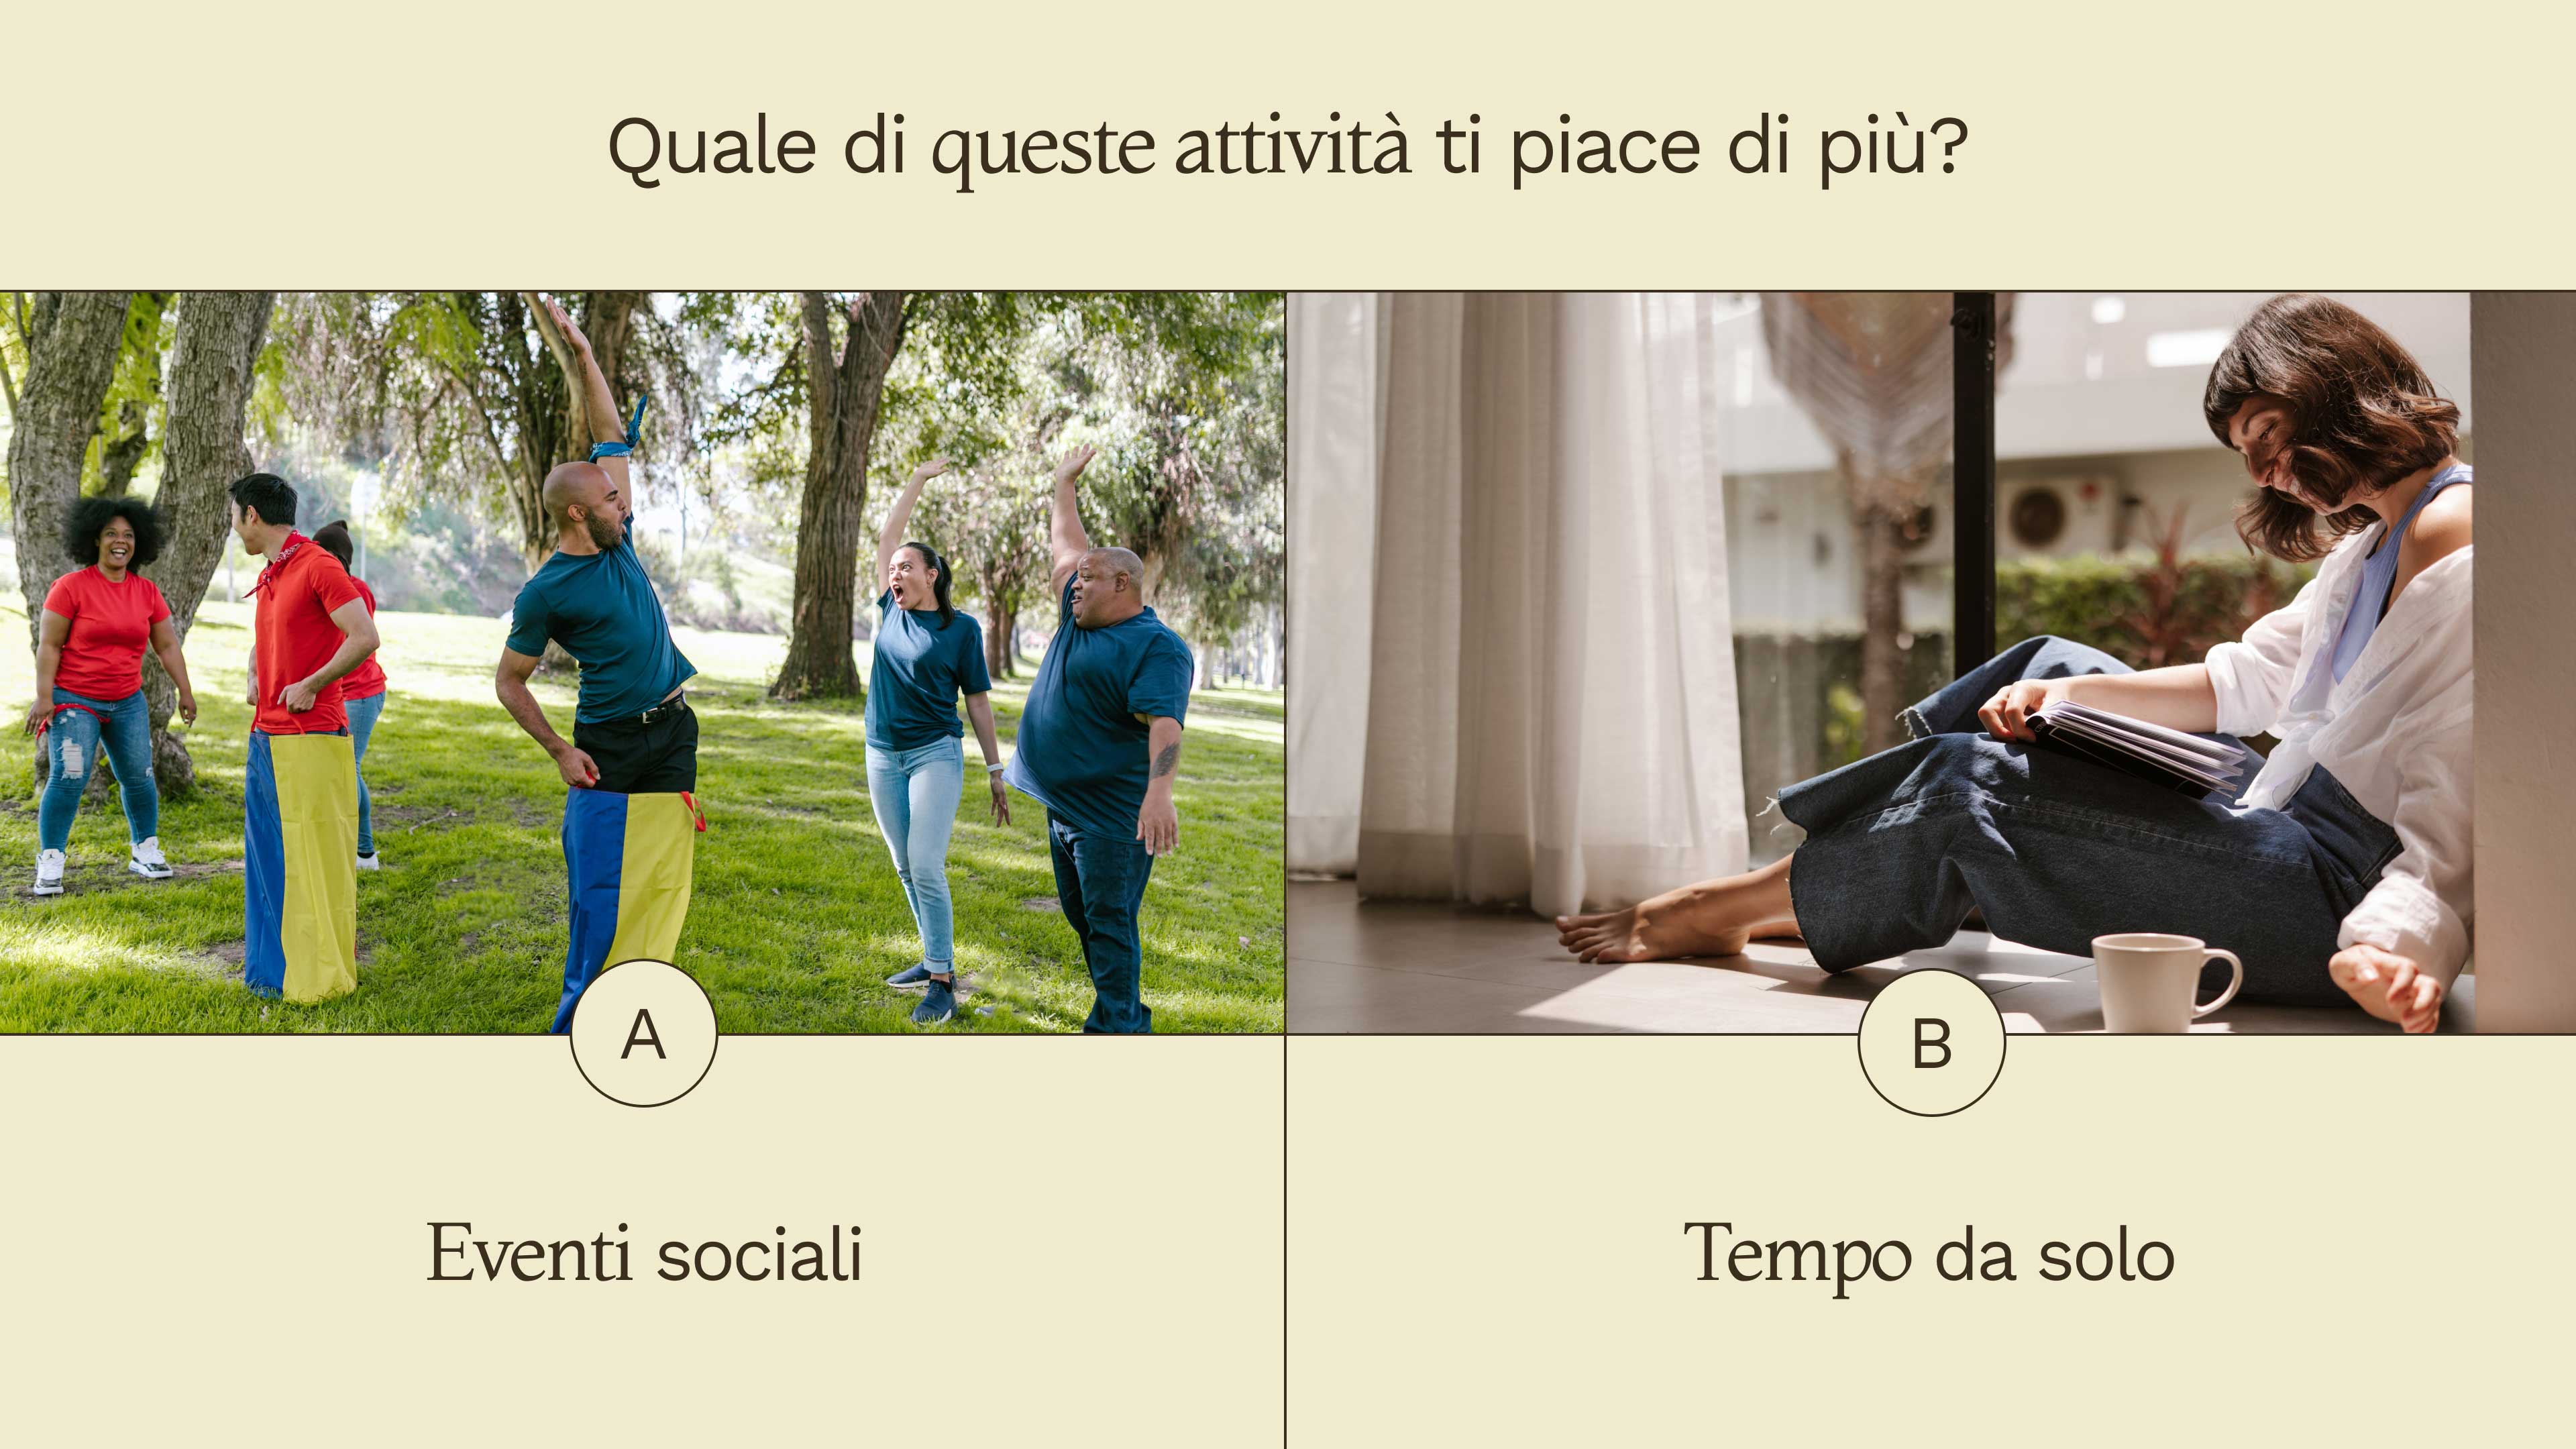 Quale di queste attività ti piace di più?
A
B
Eventi sociali
Tempo da solo